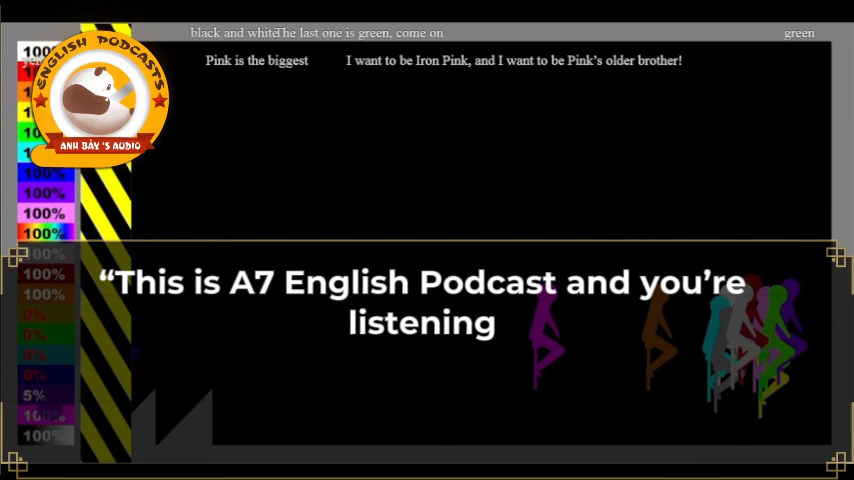 black and white The last one is green, come on green
Pink is the biggest I want to be Iron Pink, and I want to be Pink's older brother!
ENGLISH PODCASTS
ANH BẢY 'S AUDIO
100%
100%
100%
100%
100%
100%
100%
100%
“This is A7 English Podcast and you’re
listening
0%
0%
0%
0%
5%
100%
100%